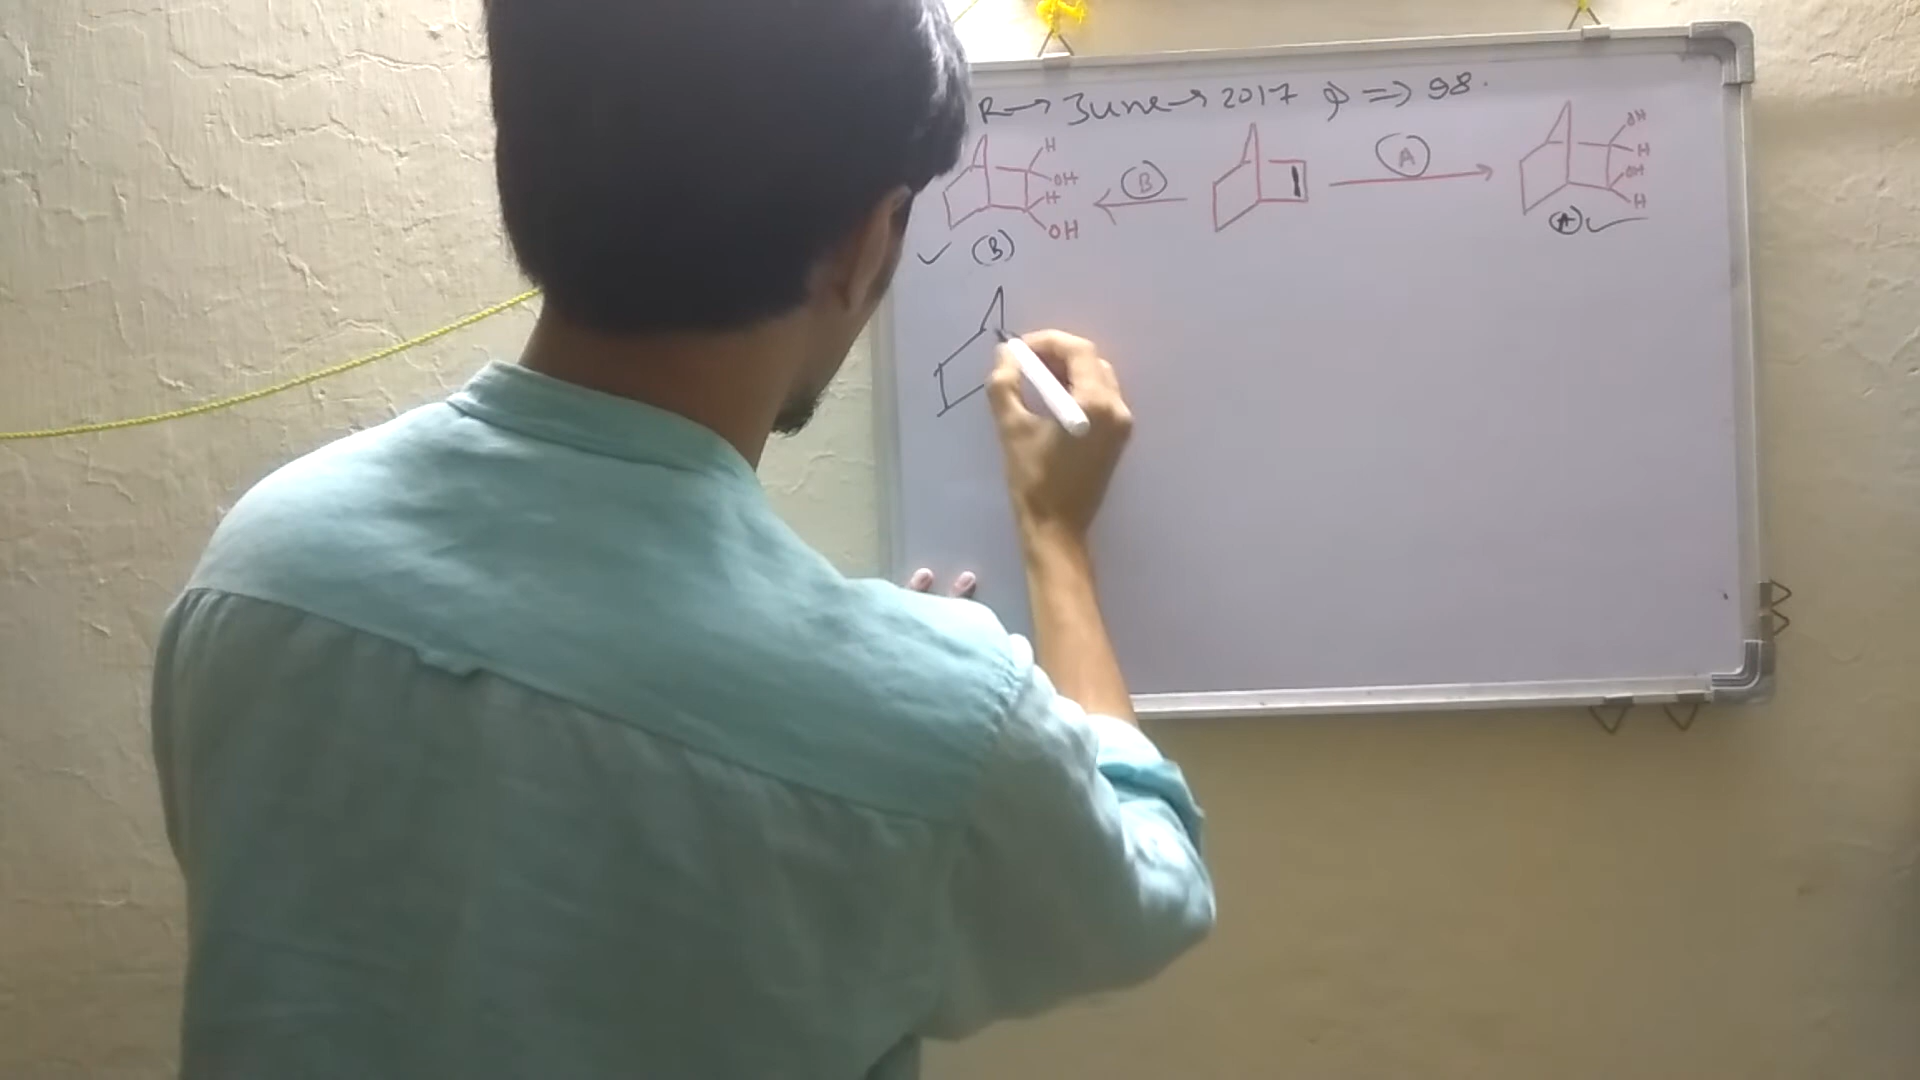 R → June → 2017 Q ⇒ 98.
H OH H OH
B
A
OH H OH H
(B)
(A)